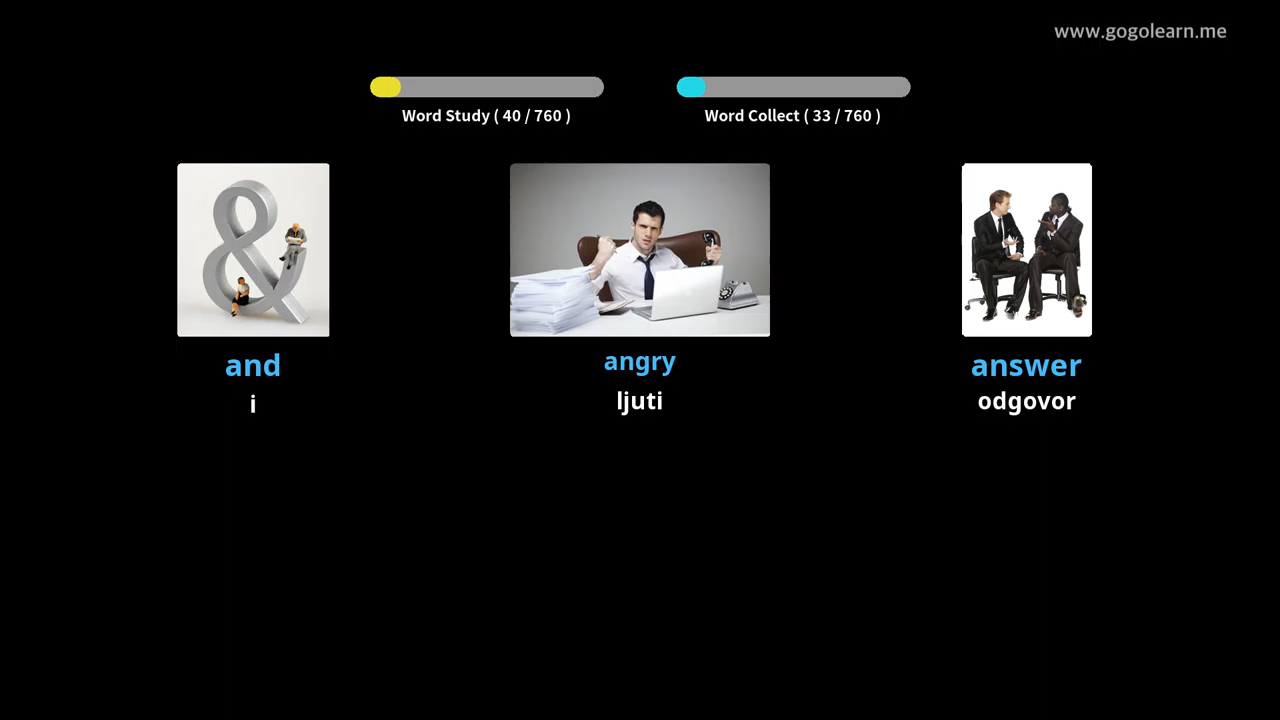 www.gogolearn.me
Word Study ( 40 / 760 )
Word Collect ( 33 / 760 )
&
and
i
angry
ljuti
answer
odgovor